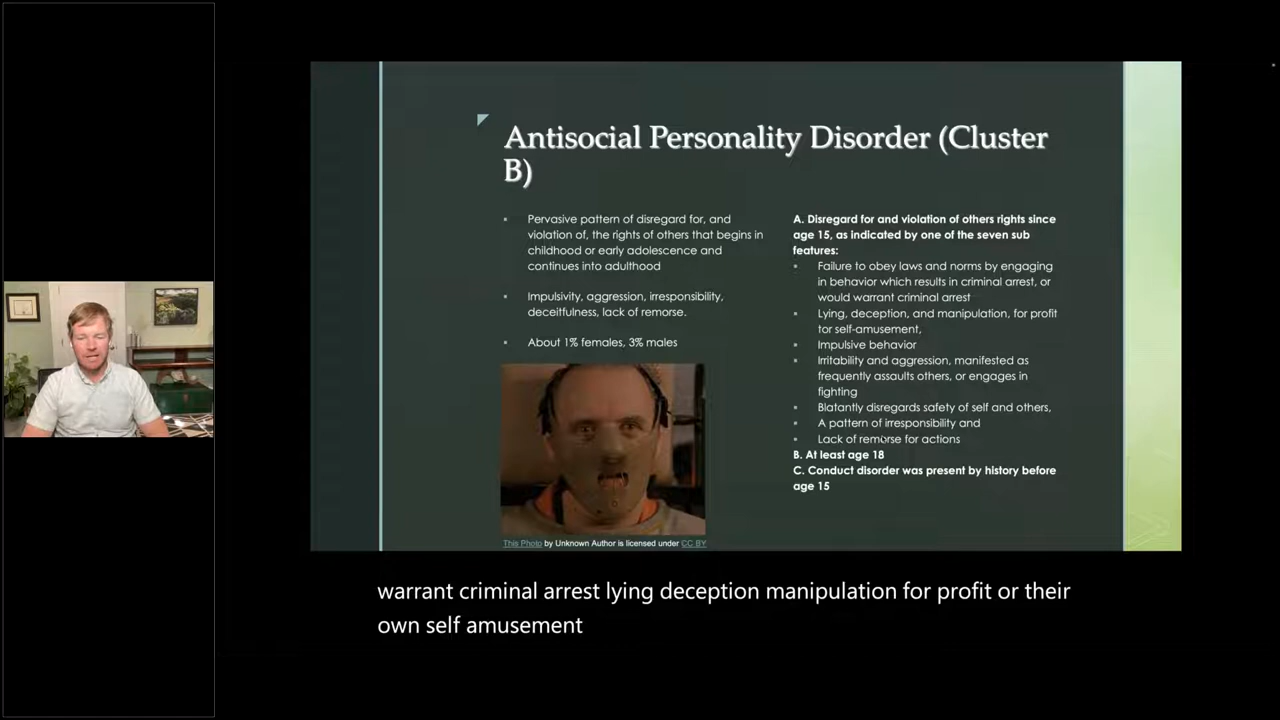 Antisocial Personality Disorder (Cluster
B)
Pervasive pattern of disregard for, and
violation of, the rights of others that begins in
childhood or early adolescence and
continues into adulthood
Impulsivity, aggression, irresponsibility,
deceitfulness, lack of remorse.
About 1% females, 3% males
This Photo by Unknown Author is licensed under CC BY
A. Disregard for and violation of others rights since
age 15, as indicated by one of the seven sub
features:
Failure to obey laws and norms by engaging
in behavior which results in criminal arrest, or
would warrant criminal arrest
Lying, deception, and manipulation, for profit
tor self-amusement,
Impulsive behavior
Irritability and aggression, manifested as
frequently assaults others, or engages in
fighting
Blatantly disregards safety of self and others,
A pattern of irresponsibility and
Lack of remorse for actions
B. At least age 18
C. Conduct disorder was present by history before
age 15
warrant criminal arrest lying deception manipulation for profit or their
own self amusement